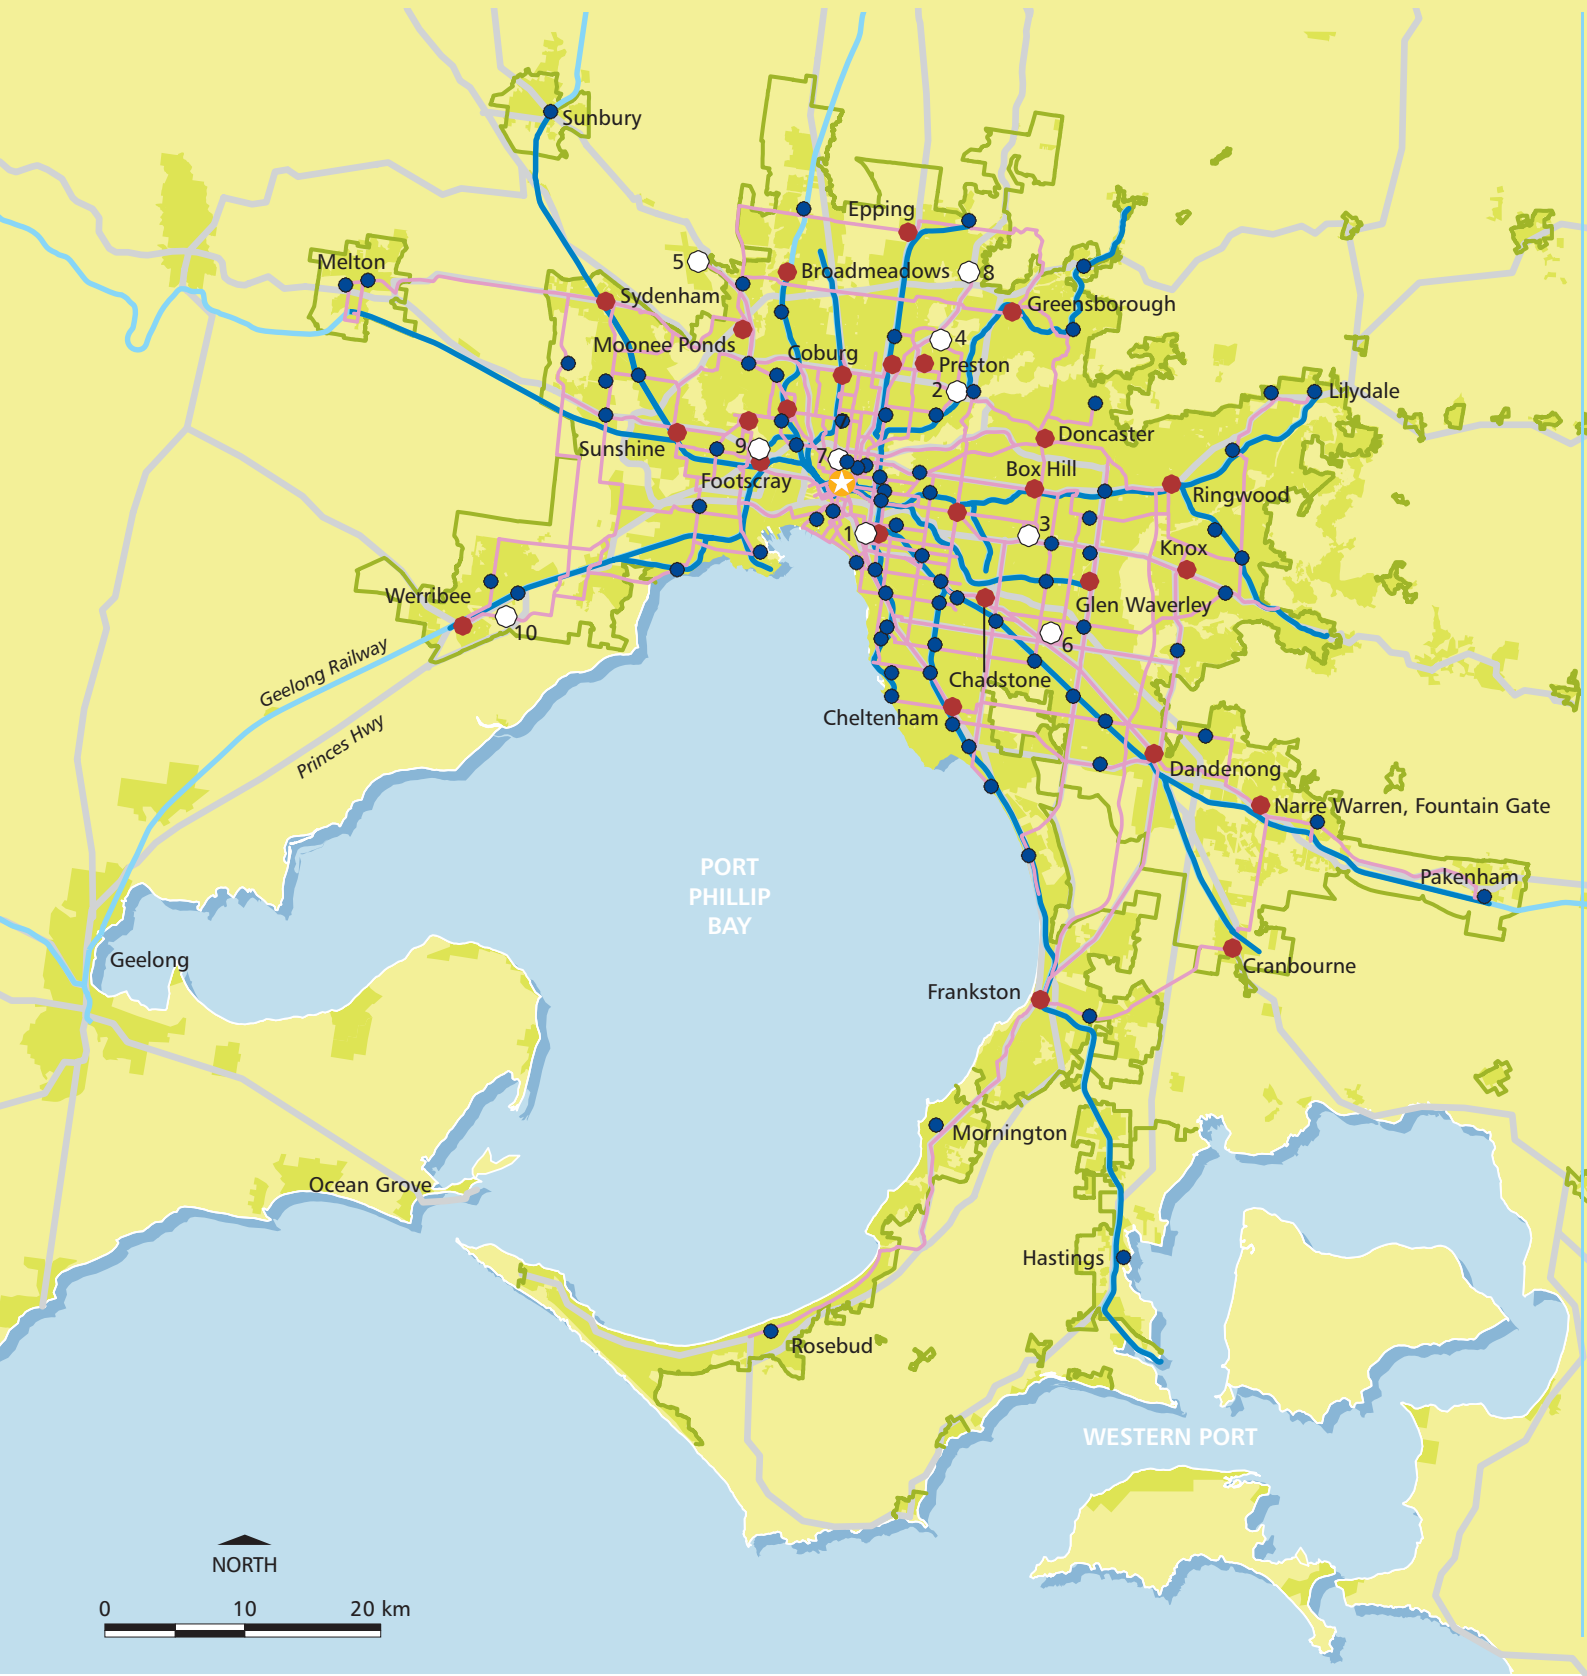 Sunbury
Epping
Melton
5
Broadmeadows
8
Sydenham
Greensborough
Moonee Ponds
4
Coburg
Preston
2
Lilydale
Doncaster
Sunshine
9
7
Box Hill
Footscray
Ringwood
1
3
Knox
Werribee
Glen Waverley
10
6
Geelong Railway
Chadstone
Cheltenham
Princes Hwy
Dandenong
Narre Warren, Fountain Gate
PORT
PHILLIP
BAY
Pakenham
Geelong
Cranbourne
Frankston
Mornington
Ocean Grove
Hastings
Rosebud
WESTERN PORT
NORTH
0 10 20 km